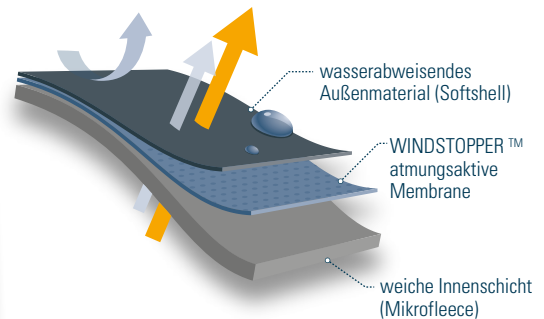 wasserabweisendes
Außenmaterial (Softshell)
WINDSTOPPER ™
atmungsaktive
Membrane
weiche Innenschicht
(Mikrofleece)